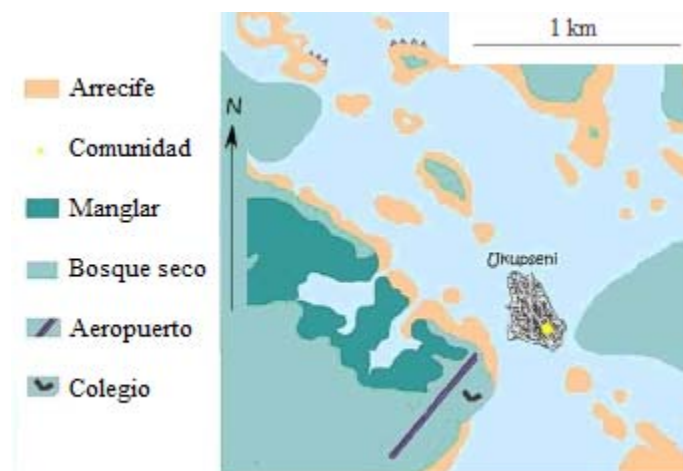 1 km
Arrecife
N
Comunidad
Manglar
Ukupseni
Bosque seco
Aeropuerto
Colegio